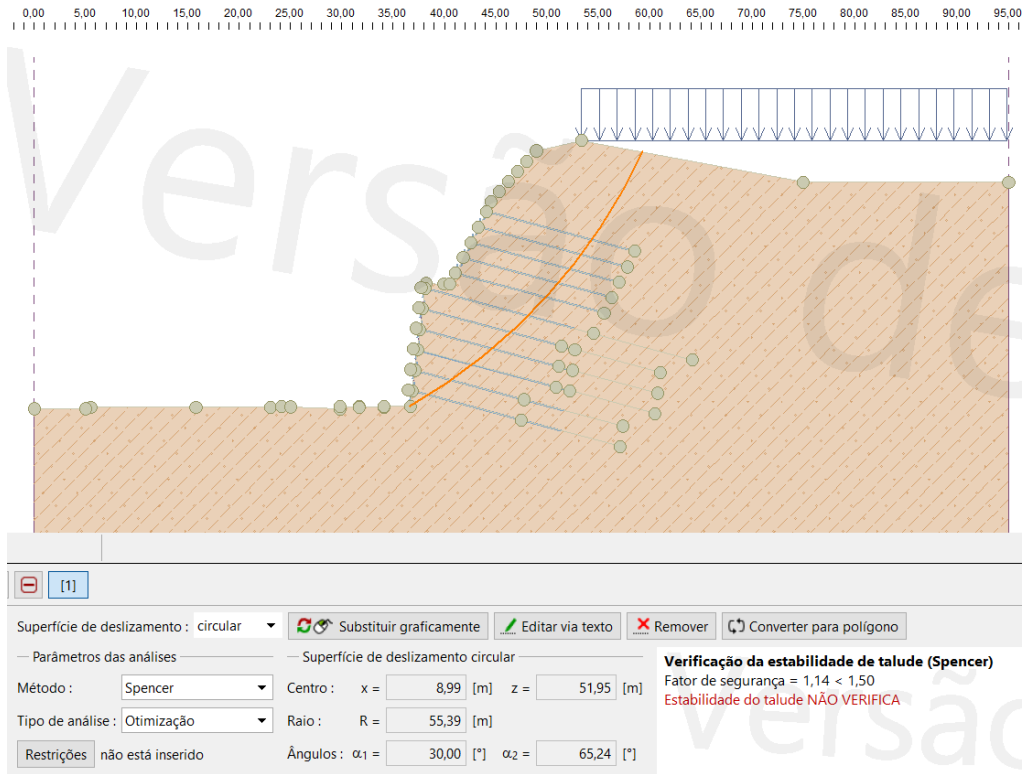 0,00 5,00 10,00 15,00 20,00 25,00 30,00 35,00 40,00 45,00 50,00 55,00 60,00 65,00 70,00 75,00 80,00 85,00 90,00 95,00
Versão de
[1]
Superfície de deslizamento : circular Substituir graficamente Editar via texto Remover Converter para polígono
Parâmetros das análises Superfície de deslizamento circular
Verificação da estabilidade de talude (Spencer)
Fator de segurança = 1,14 < 1,50
Estabilidade do talude NÃO VERIFICA
Método : Spencer Centro : x = 8,99 [m] z = 51,95 [m]
Tipo de análise : Otimização Raio : R = 55,39 [m]
Restrições não está inserido Ângulos : α1 = 30,00 [°] α2 = 65,24 [°]
Versão